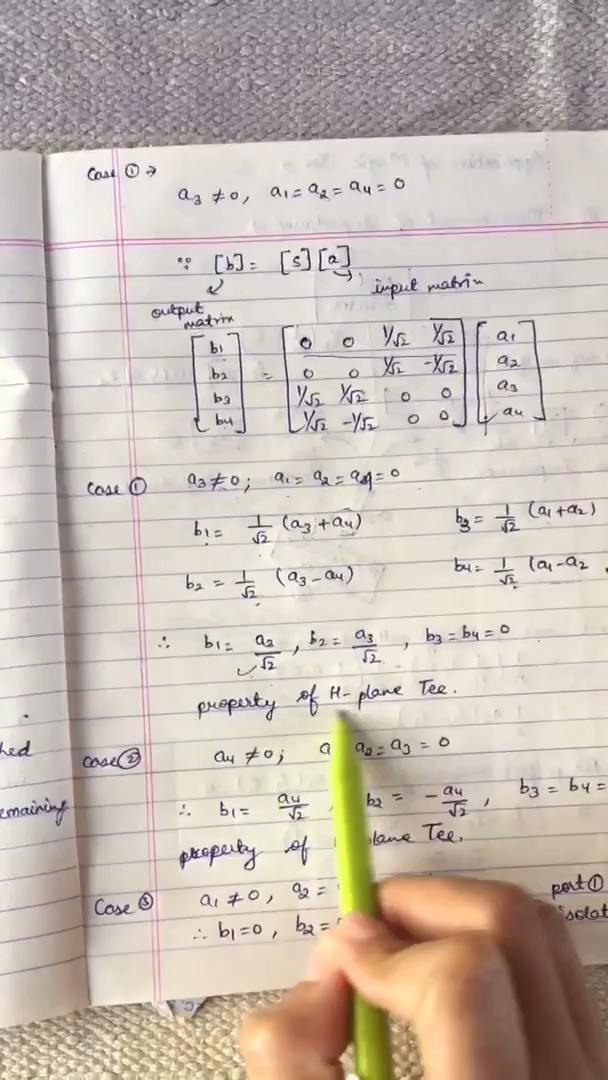 Case ① →
a3 ≠ 0, a1 = a2 = a4 = 0
∵ [b] = [s][a]
output matrix
input matrix
[b1] = [0 0 1/√2 1/√2] [a1]
[b2] [0 0 1/√2 -1/√2] [a2]
[b3] [1/√2 1/√2 0 0] [a3]
[b4] [1/√2 -1/√2 0 0] [a4]
Case ① a3 ≠ 0; a1 = a2 = a4 = 0
b1 = 1/√2 (a3 + a4) b3 = 1/√2 (a1 + a2)
b2 = 1/√2 (a3 - a4) b4 = 1/√2 (a1 - a2
∴ b1 = a3/√2, b2 = a3/√2, b3 = b4 = 0
property of H-plane Tee.
Case ② a4 ≠ 0; a2 = a3 = 0
∴ b1 = a4/√2 b2 = -a4/√2, b3 = b4 =
property of plane Tee.
Case ③ a1 ≠ 0, a2 = port ①
∴ b1 = 0, b2 = isolat
hed
emaining